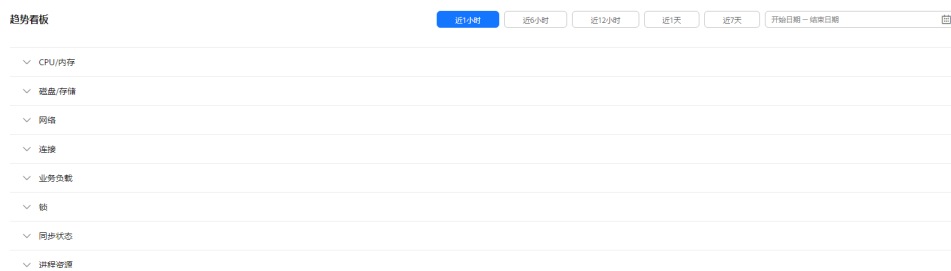 趋势看板
近1小时 近6小时 近12小时 近1天 近7天 开始日期 – 结束日期
CPU/内存
磁盘/存储
网络
连接
业务负载
锁
同步状态
进程资源